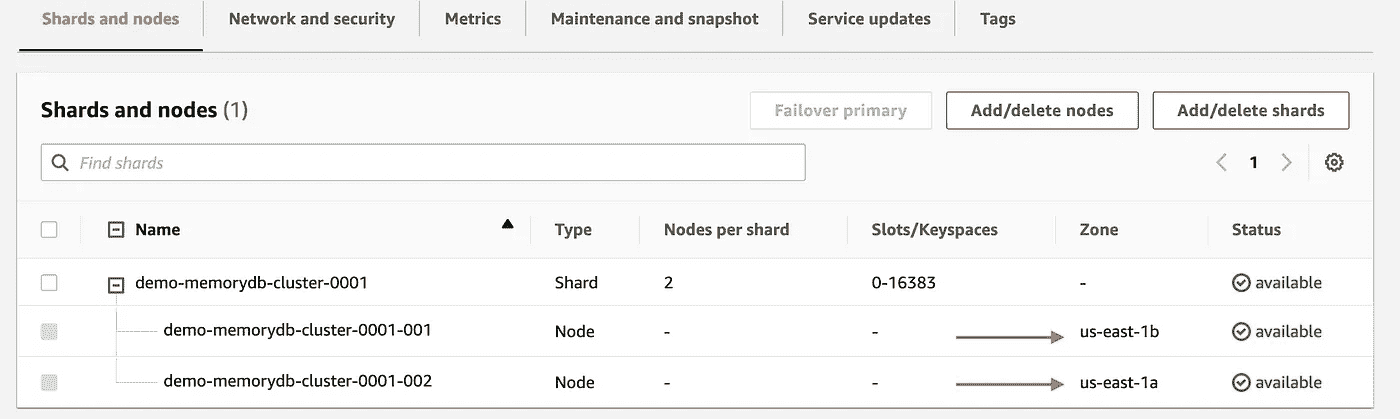 Shards and nodes Network and security Metrics Maintenance and snapshot Service updates Tags
Shards and nodes (1) Failover primary Add/delete nodes Add/delete shards
Find shards 1
Name Type Nodes per shard Slots/Keyspaces Zone Status
demo-memorydb-cluster-0001 Shard 2 0-16383 - available
demo-memorydb-cluster-0001-001 Node - - us-east-1b available
demo-memorydb-cluster-0001-002 Node - - us-east-1a available